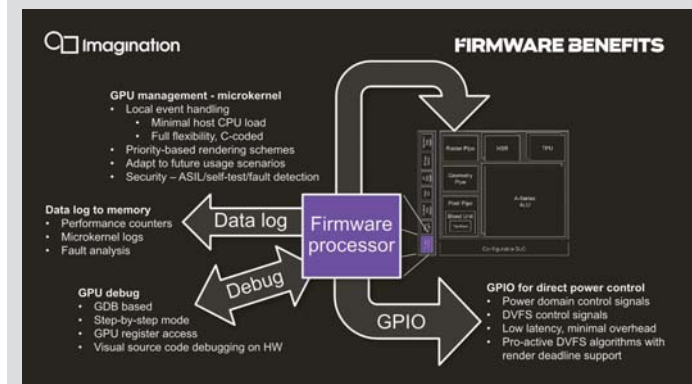 Imagination
FIRMWARE BENEFITS
GPU management - microkernel
• Local event handling
• Minimal host CPU load
• Full flexibility, C-coded
• Priority-based rendering schemes
• Adapt to future usage scenarios
• Security – ASIL/self-test/fault detection
Data log to memory
• Performance counters
• Microkernel logs
• Fault analysis
Data log
Firmware
processor
GPU debug
• GDB based
• Step-by-step mode
• GPU register access
• Visual source code debugging on HW
Debug
GPIO
GPIO for direct power control
• Power domain control signals
• DVFS control signals
• Low latency, minimal overhead
• Pro-active DVFS algorithms with
render deadline support
Raster Pipe
HSR
TPU
Geometry
Pipe
Pixel Pipe
A-Series
ALU
Configurable SLC